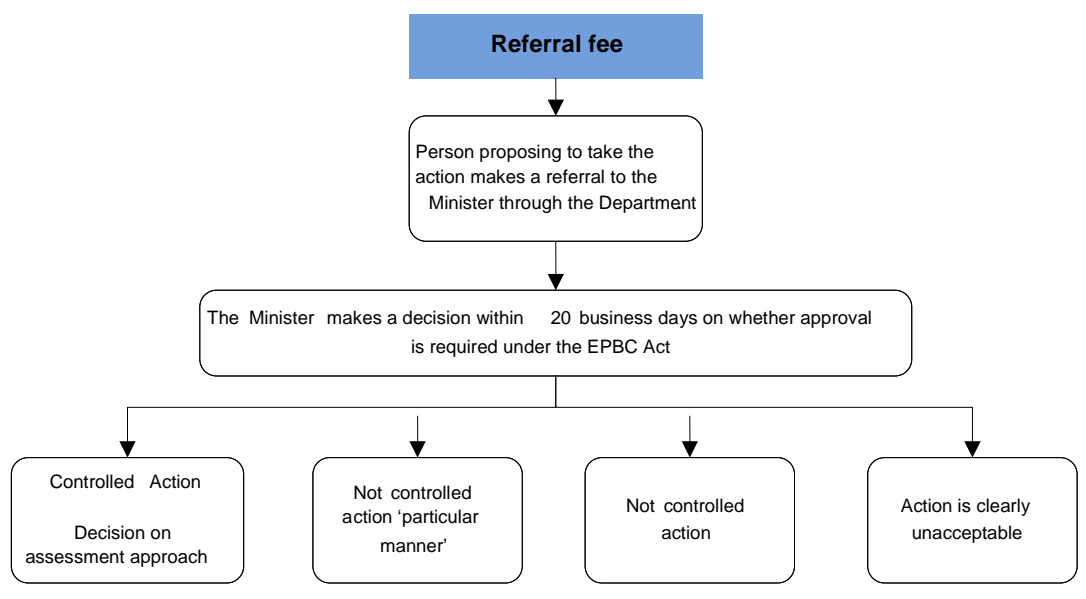 Referral fee
Person proposing to take the
action makes a referral to the
Minister through the Department.
The Minister makes a decision within 20 business days on whether approval
is required under the EPBC Act
Controlled Action
Decision on
assessment approach
Not controlled
action ‘particular
manner’
Not controlled
action
Action is clearly
unacceptable